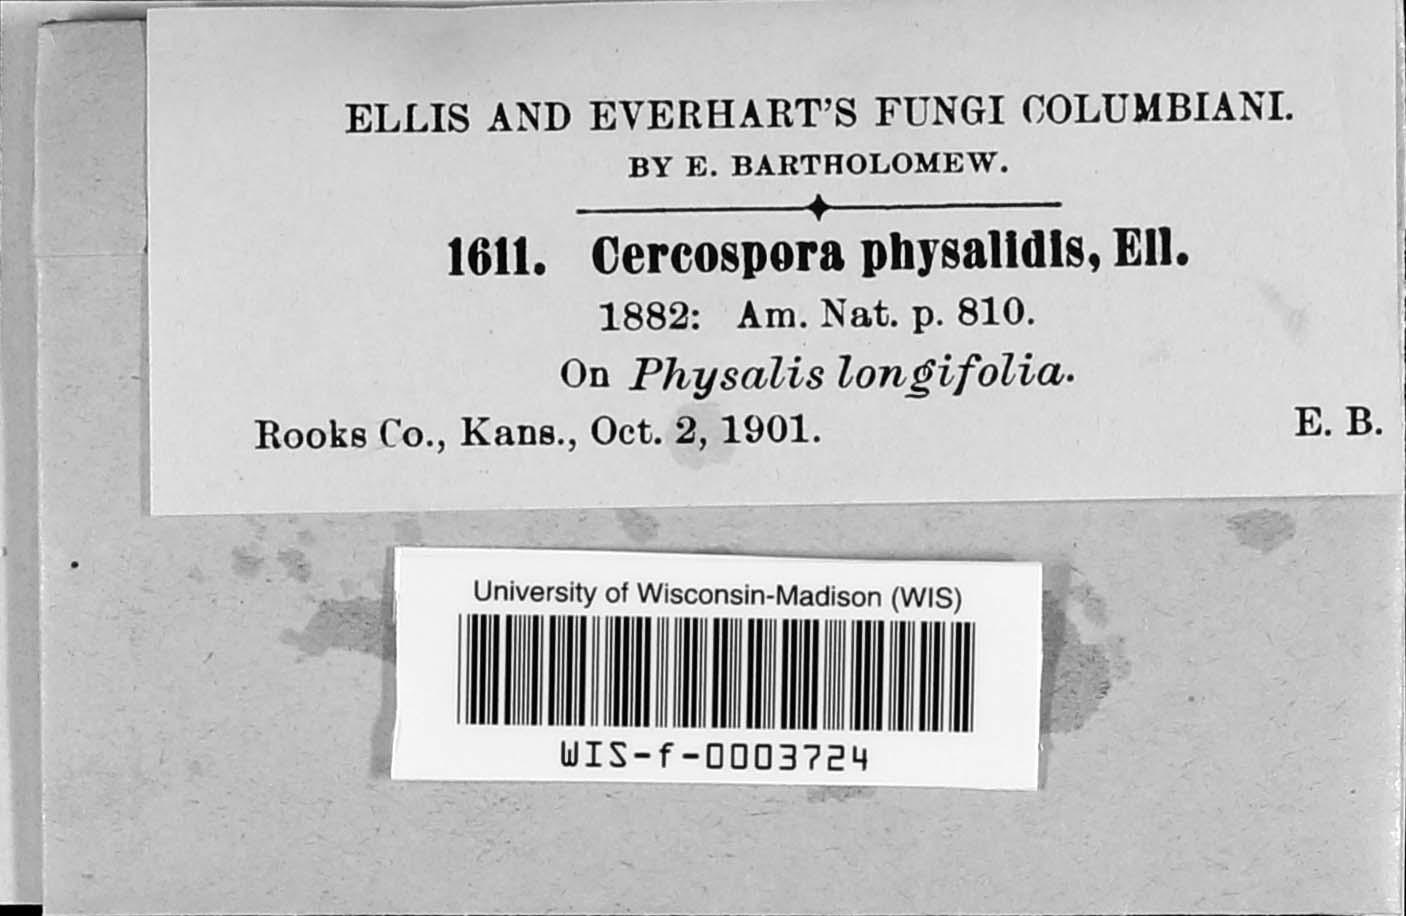 ELLIS AND EVERHART'S FUNGI COLUMBIANI.
BY E. BARTHOLOMEW.
1611. Cercospora physalidis, Ell.
1882: Am. Nat. p. 810.
On Physalis longifolia.
Rooks Co., Kans., Oct. 2, 1901. E. B.
University of Wisconsin-Madison (WIS)
WIS-f-0003724